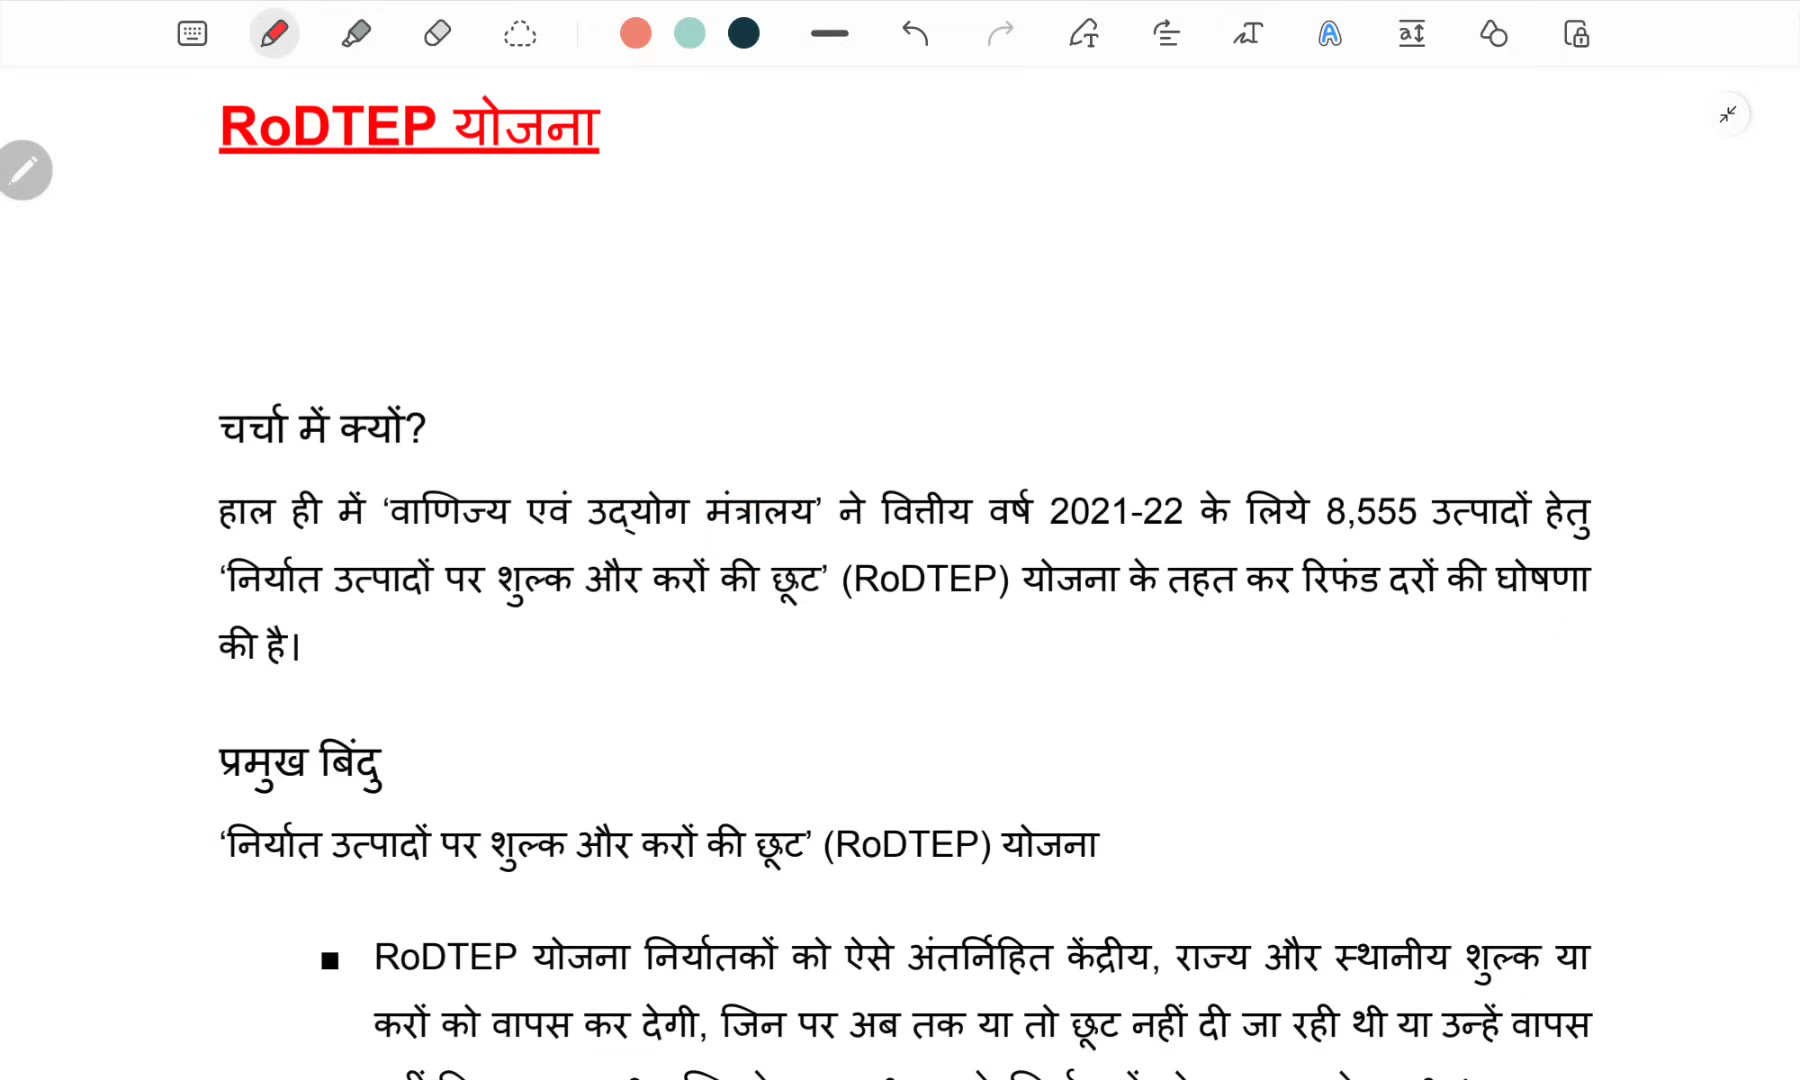 RoDTEP योजना
चर्चा में क्यों?
हाल ही में ‘वाणिज्य एवं उद्योग मंत्रालय’ ने वित्तीय वर्ष 2021-22 के लिये 8,555 उत्पादों हेतु
‘निर्यात उत्पादों पर शुल्क और करों की छूट’ (RoDTEP) योजना के तहत कर रिफंड दरों की घोषणा
की है।
प्रमुख बिंदु
‘निर्यात उत्पादों पर शुल्क और करों की छूट’ (RoDTEP) योजना
■ RoDTEP योजना निर्यातकों को ऐसे अंतर्निहित केंद्रीय, राज्य और स्थानीय शुल्क या
करों को वापस कर देगी, जिन पर अब तक या तो छूट नहीं दी जा रही थी या उन्हें वापस